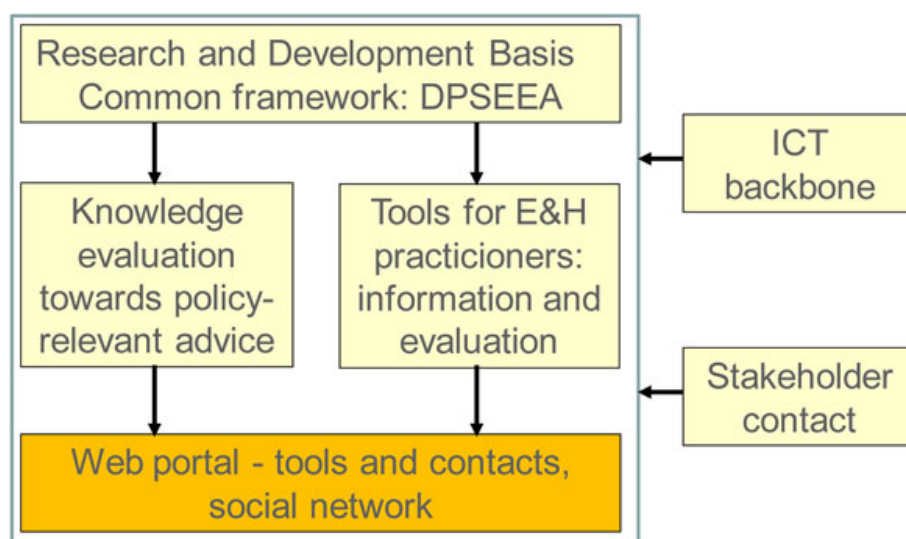 Research and Development Basis
Common framework: DPSEEA
ICT
backbone
Knowledge
evaluation
towards policy-
relevant advice
Tools for E&H
practicioners:
information and
evaluation
Stakeholder
contact
Web portal - tools and contacts,
social network